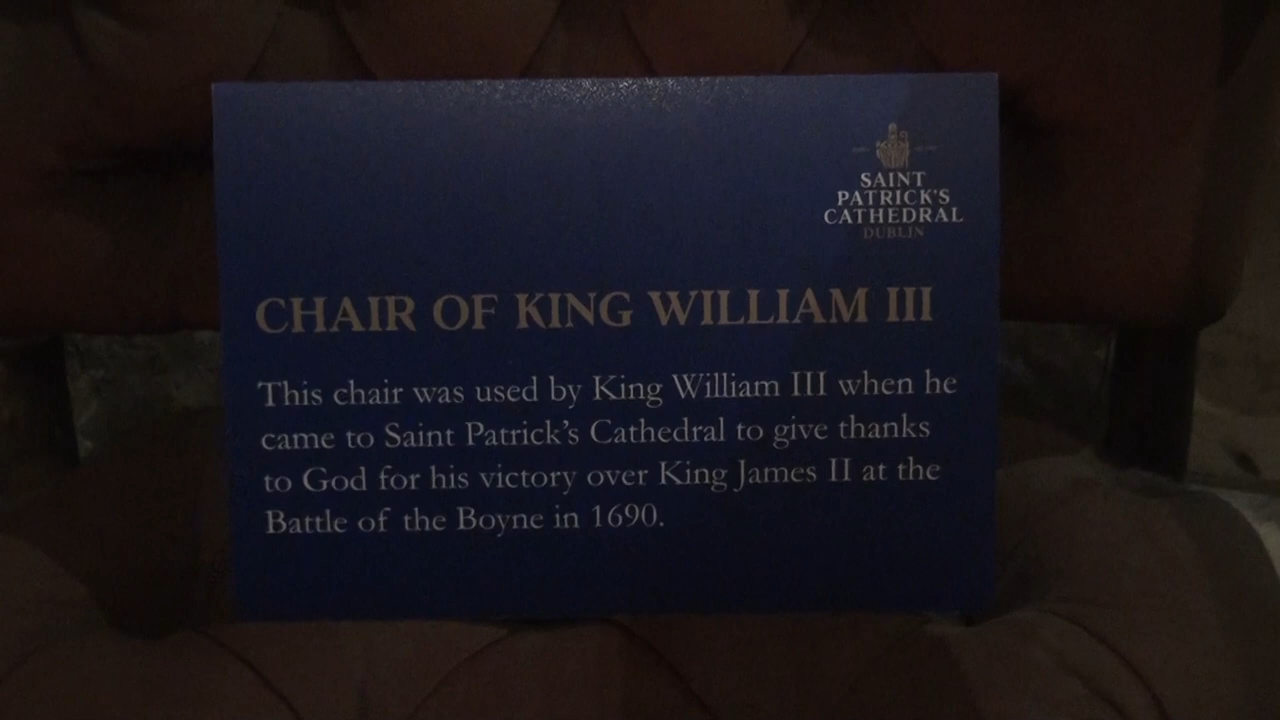 SAINT
PATRICK'S
CATHEDRAL
DUBLIN
CHAIR OF KING WILLIAM III
This chair was used by King William III when he
came to Saint Patrick's Cathedral to give thanks
to God for his victory over King James II at the
Battle of the Boyne in 1690.